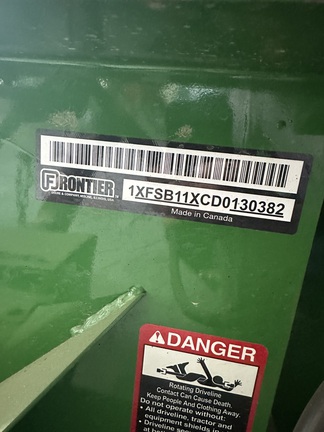 FRONTIER
1XFSB11XCD0130382
Made in Canada
DANGER
Rotating Driveline
Contact Can Cause Death.
Keep People And Clothing Away.
Do not operate without:
• All driveline, tractor and
equipment shields in
• Driveline